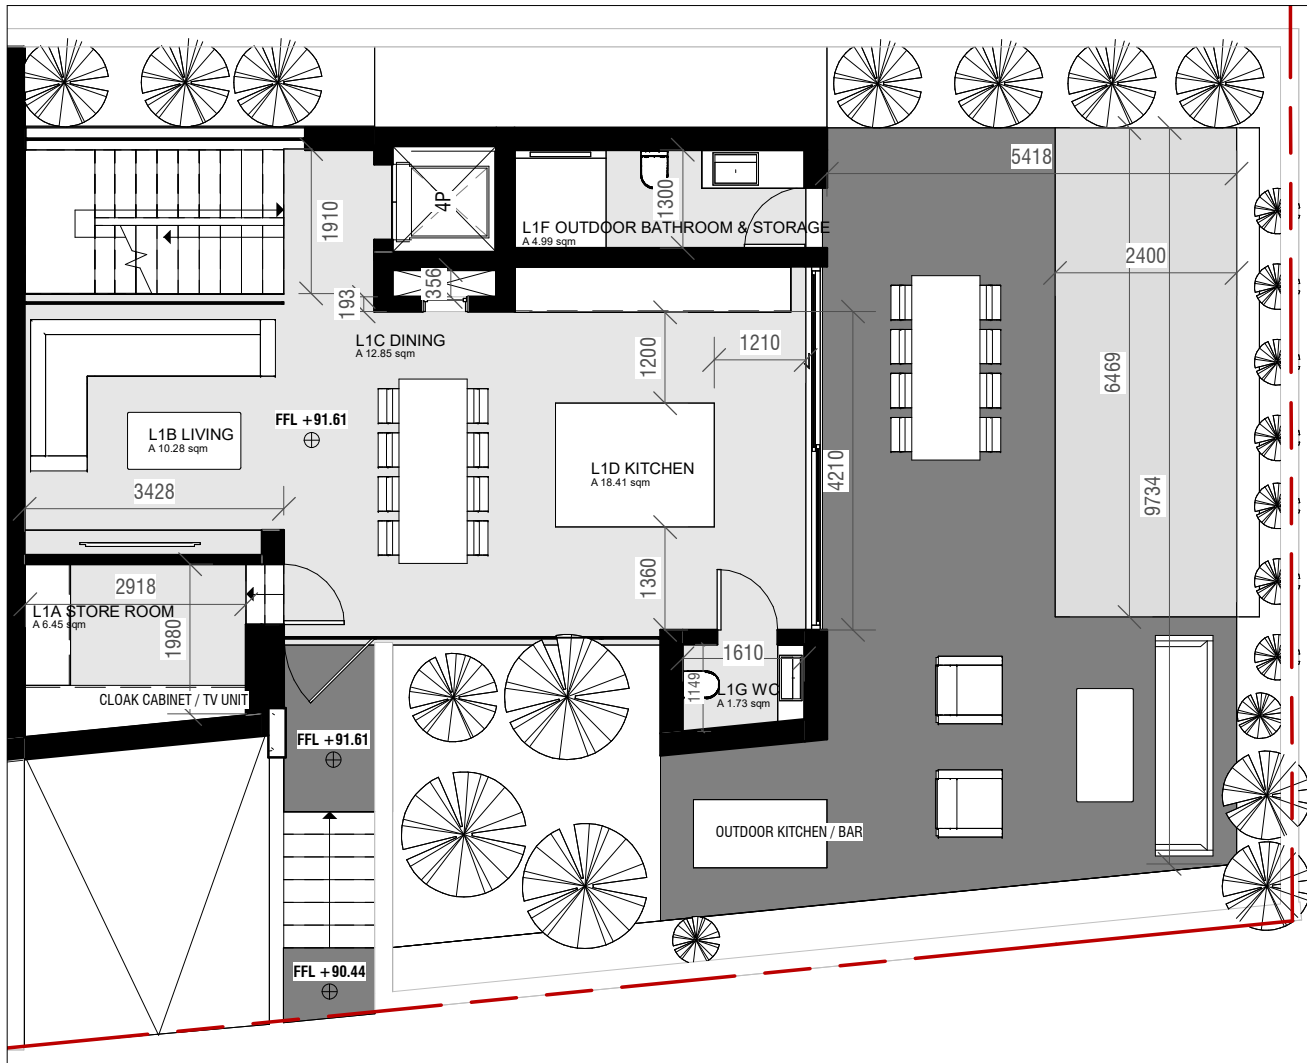 5418
4P
1300
1910
L1F OUTDOOR BATHROOM & STORAGE
A 4.99 sqm
2400
356
193
L1C DINING
A 12.85 sqm
1200
1210
6469
FFL +91.61
L1B LIVING
A 10.28 sqm
L1D KITCHEN
A 18.41 sqm
4210
3428
9734
2918
1360
L1A STORE ROOM
A 6.45 sqm
1980
1610
1149
L1G WC
A 1.73 sqm
CLOAK CABINET / TV UNIT
FFL +91.61
OUTDOOR KITCHEN / BAR
FFL +90.44